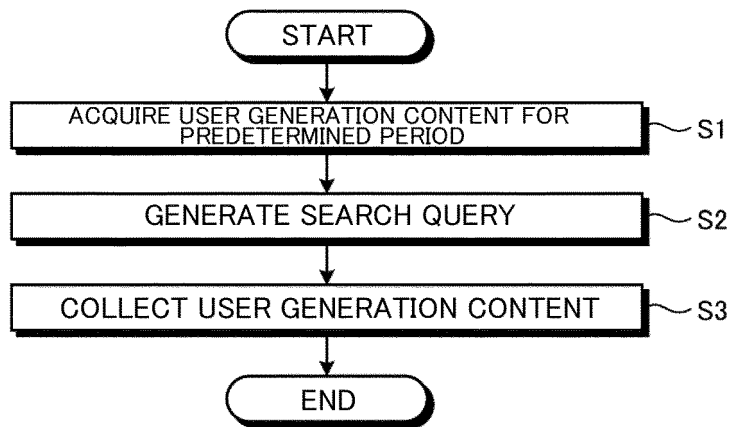 START
ACQUIRE USER GENERATION CONTENT FOR
PREDETERMINED PERIOD
S1
GENERATE SEARCH QUERY
S2
COLLECT USER GENERATION CONTENT
S3
END